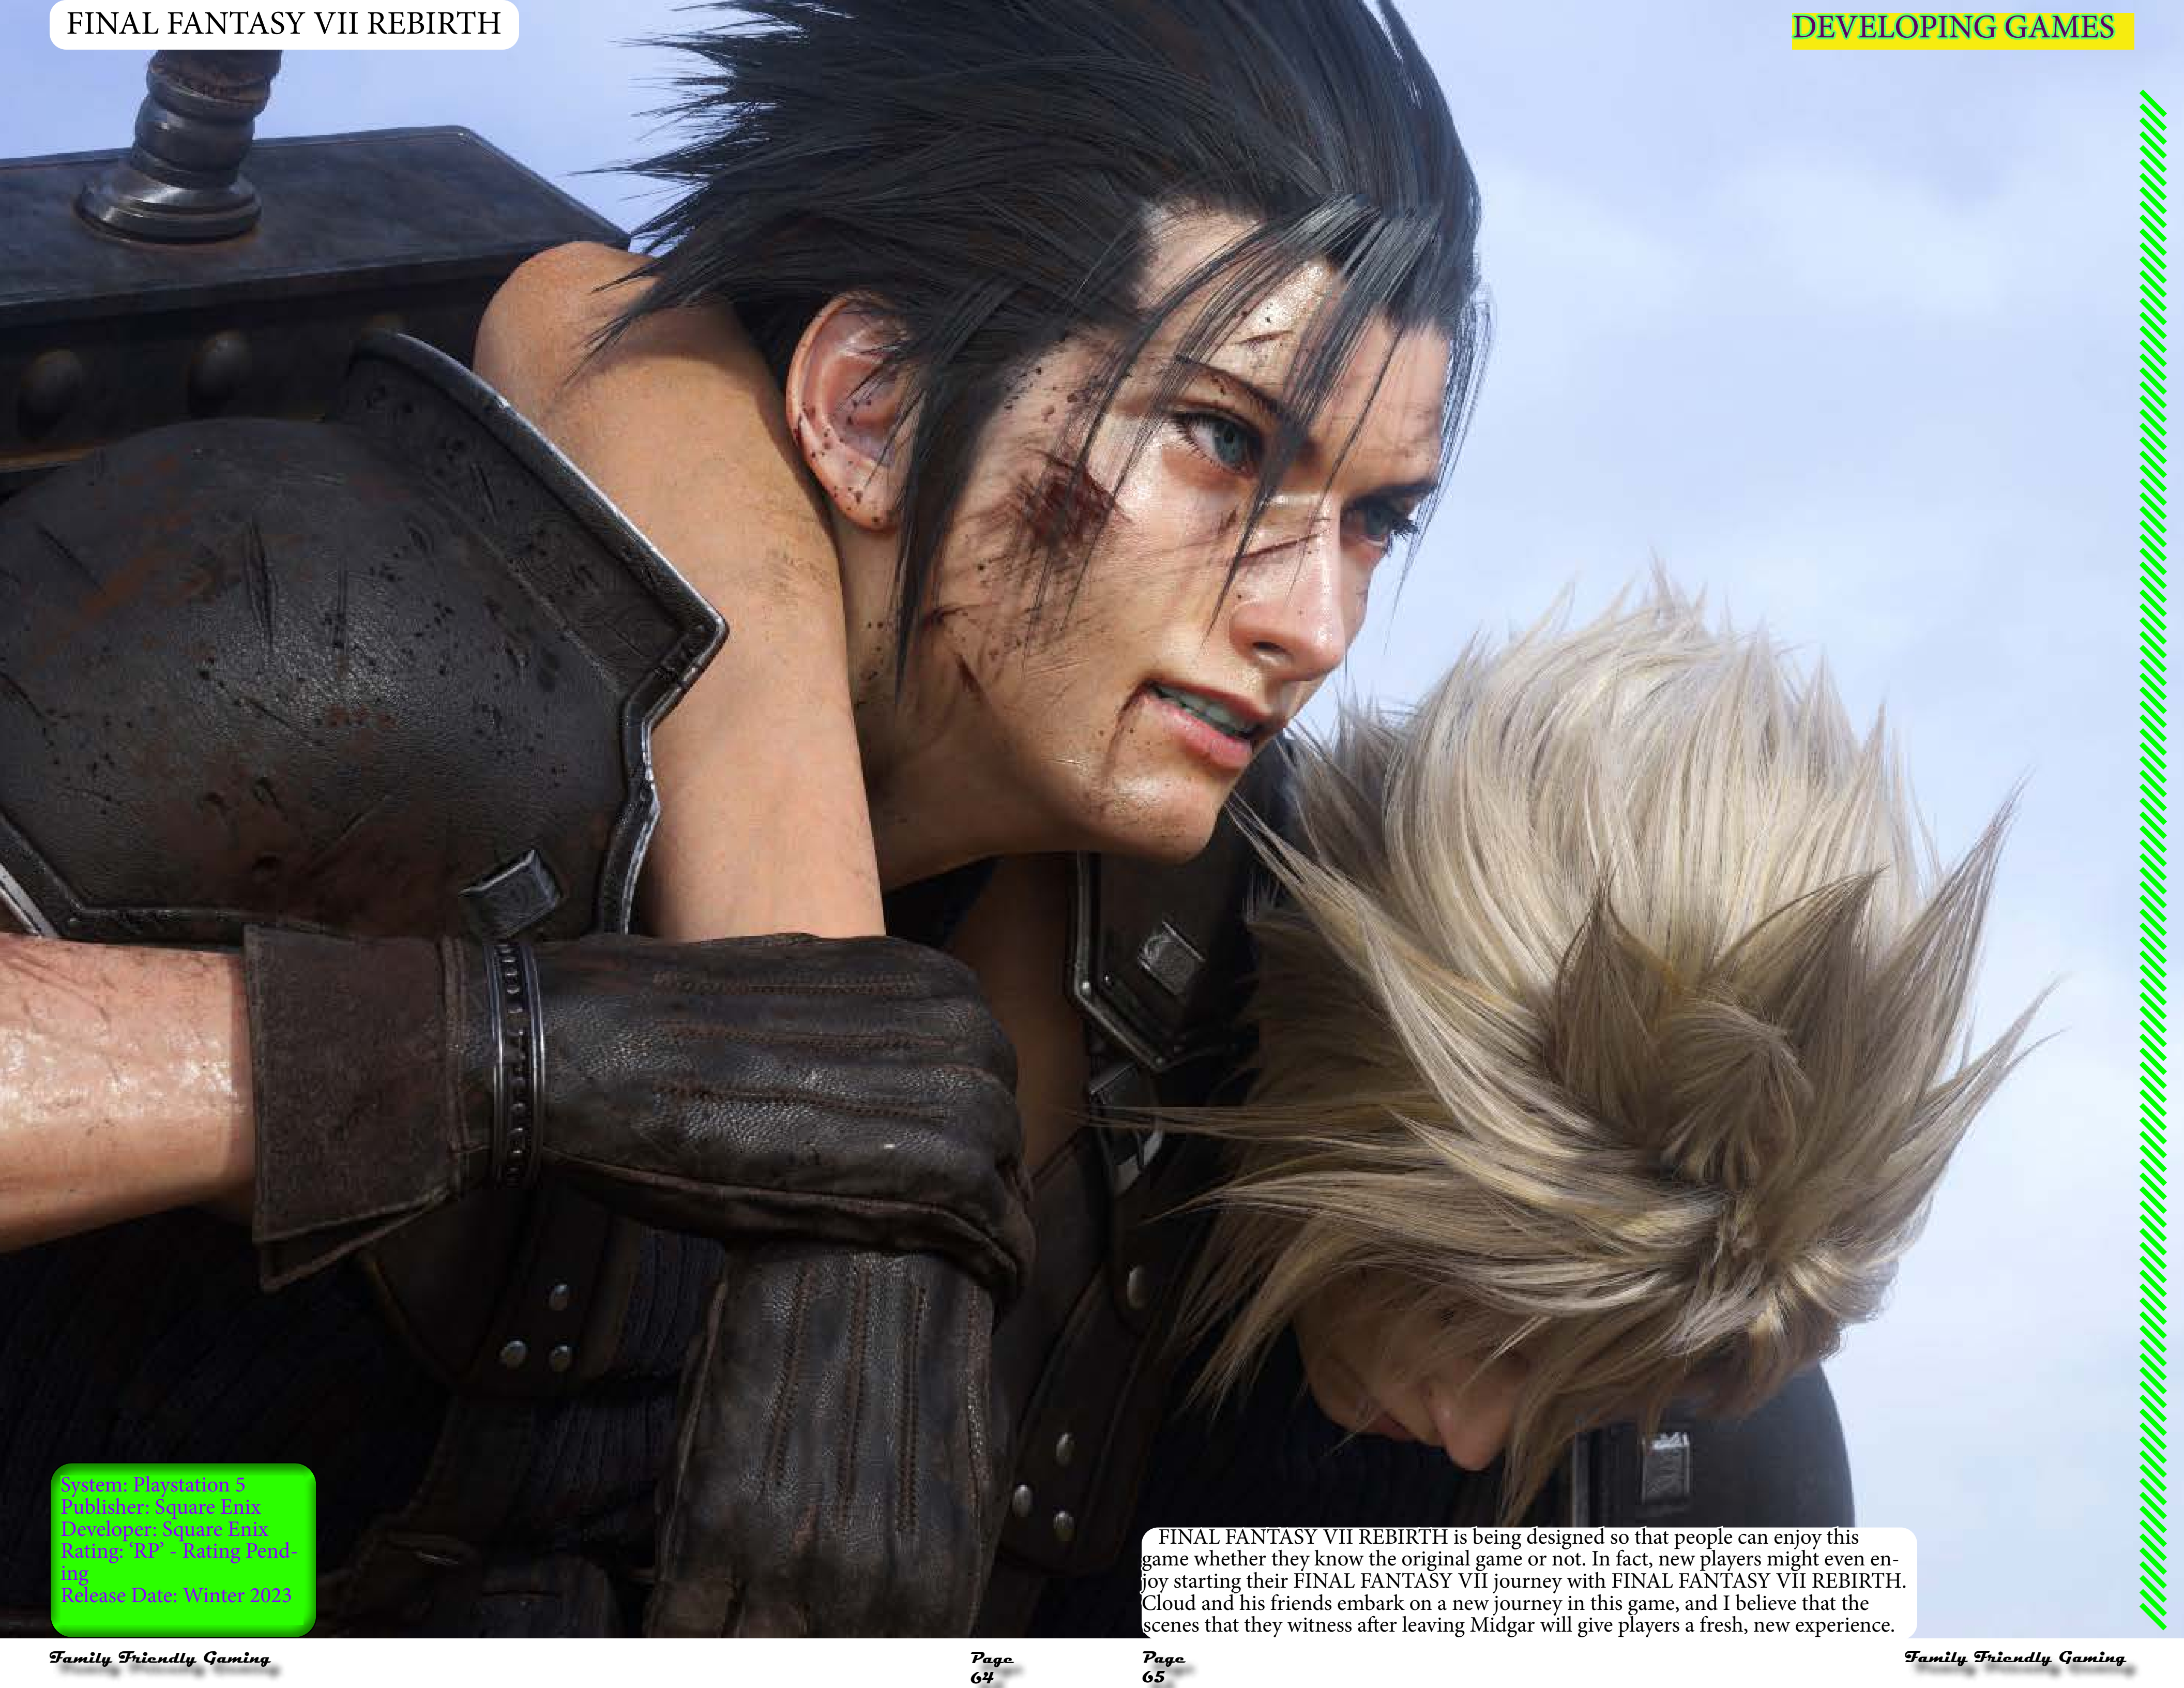 FINAL FANTASY VII REBIRTH
DEVELOPING GAMES
System: Playstation 5
Publisher: Square Enix
Developer: Square Enix
Rating: ‘RP’ - Rating Pend-
ing
Release Date: Winter 2023
FINAL FANTASY VII REBIRTH is being designed so that people can enjoy this
game whether they know the original game or not. In fact, new players might even en-
joy starting their FINAL FANTASY VII journey with FINAL FANTASY VII REBIRTH.
Cloud and his friends embark on a new journey in this game, and I believe that the
scenes that they witness after leaving Midgar will give players a fresh, new experience.
Family Friendly Gaming
Page
64
Page
65
Family Friendly Gaming